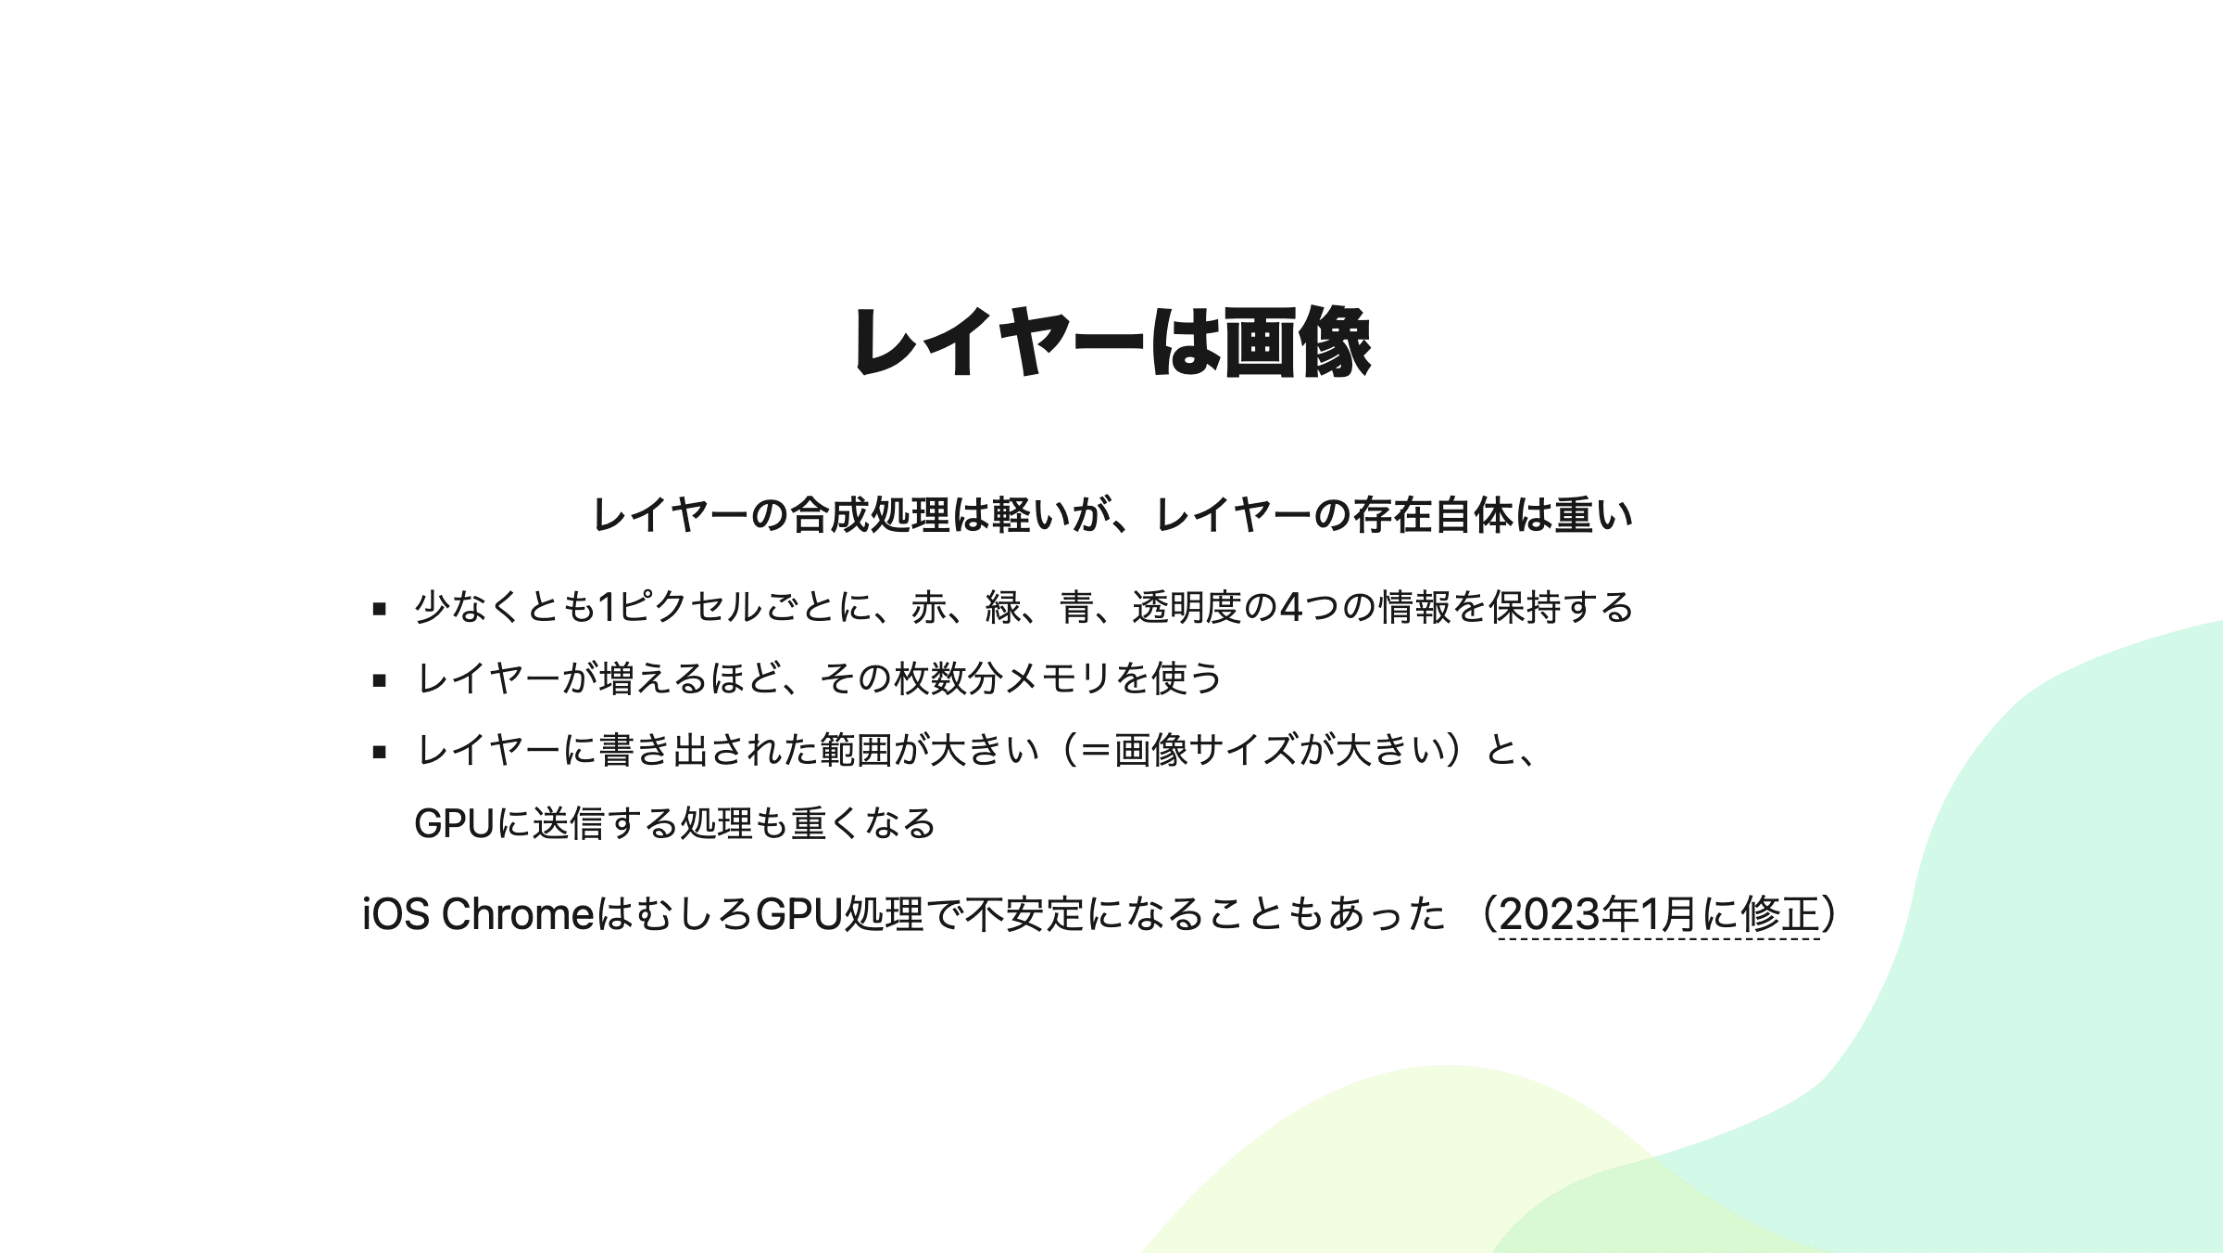 レイヤーは画像
レイヤーの合成処理は軽いが、レイヤーの存在自体は重い
▪ 少なくとも1ピクセルごとに、赤、緑、青、透明度の4つの情報を保持する
▪ レイヤーが増えるほど、その枚数分メモリを使う
▪ レイヤーに書き出された範囲が大きい（＝画像サイズが大きい）と、
GPUに送信する処理も重くなる
iOS ChromeはむしろGPU処理で不安定になることもあった （2023年1月に修正）